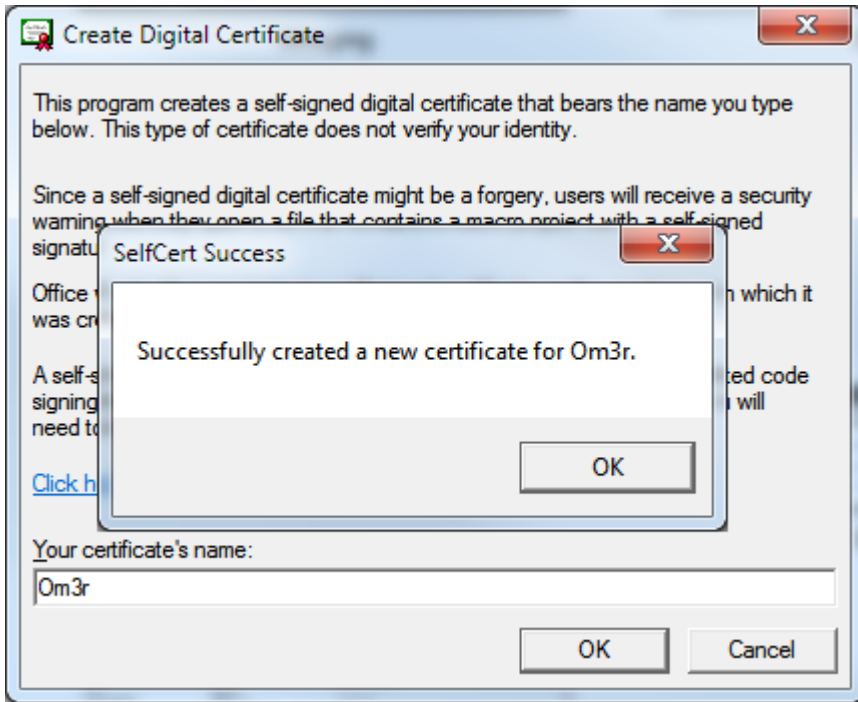 Create Digital Certificate
This program creates a self-signed digital certificate that bears the name you type
below. This type of certificate does not verify your identity.
Since a self-signed digital certificate might be a forgery, users will receive a security
warning when they open a file that contains a macro project with a self-signed
SelfCert Success
Office
n which it
was
Successfully created a new certificate for Om3r.
code
signing
will
need
OK
Click
Your certificate's name:
Om3r
OK
Cancel